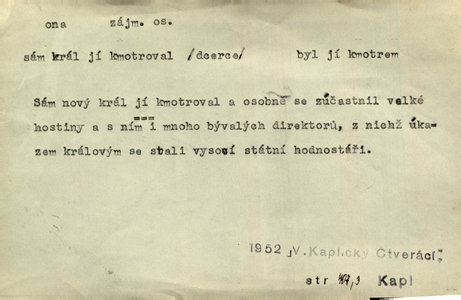 ona zájm. os.
sám král jí kmotroval /dcerce/ byl jí kmotrem
Sám nový král jí kmotroval a osobně se zúčastnil velké
hostiny a s ním i mnoho bývalých direktorů, z nichž úka-
zem královým se stali vysocí státní hodnostáři.
1952 „V. Kaplický Čtveráci",
str 164,3 Kapl